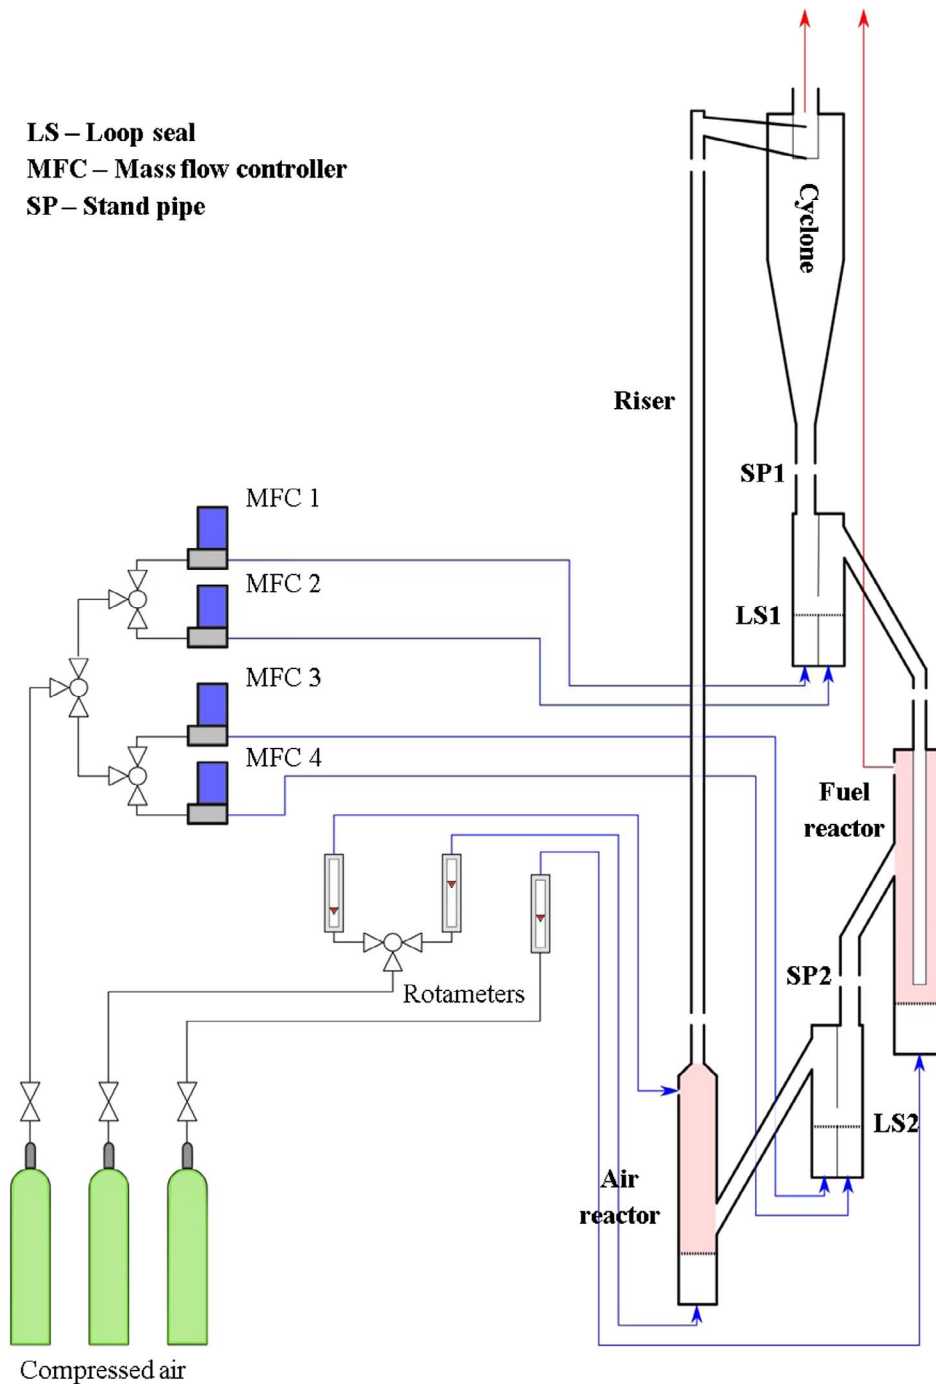 LS – Loop seal
MFC – Mass flow controller
SP – Stand pipe
Cyclone
Riser
SP1
MFC 1
MFC 2
LS1
MFC 3
MFC 4
Fuel
reactor
SP2
Rotameters
LS2
Air
reactor
Compressed air